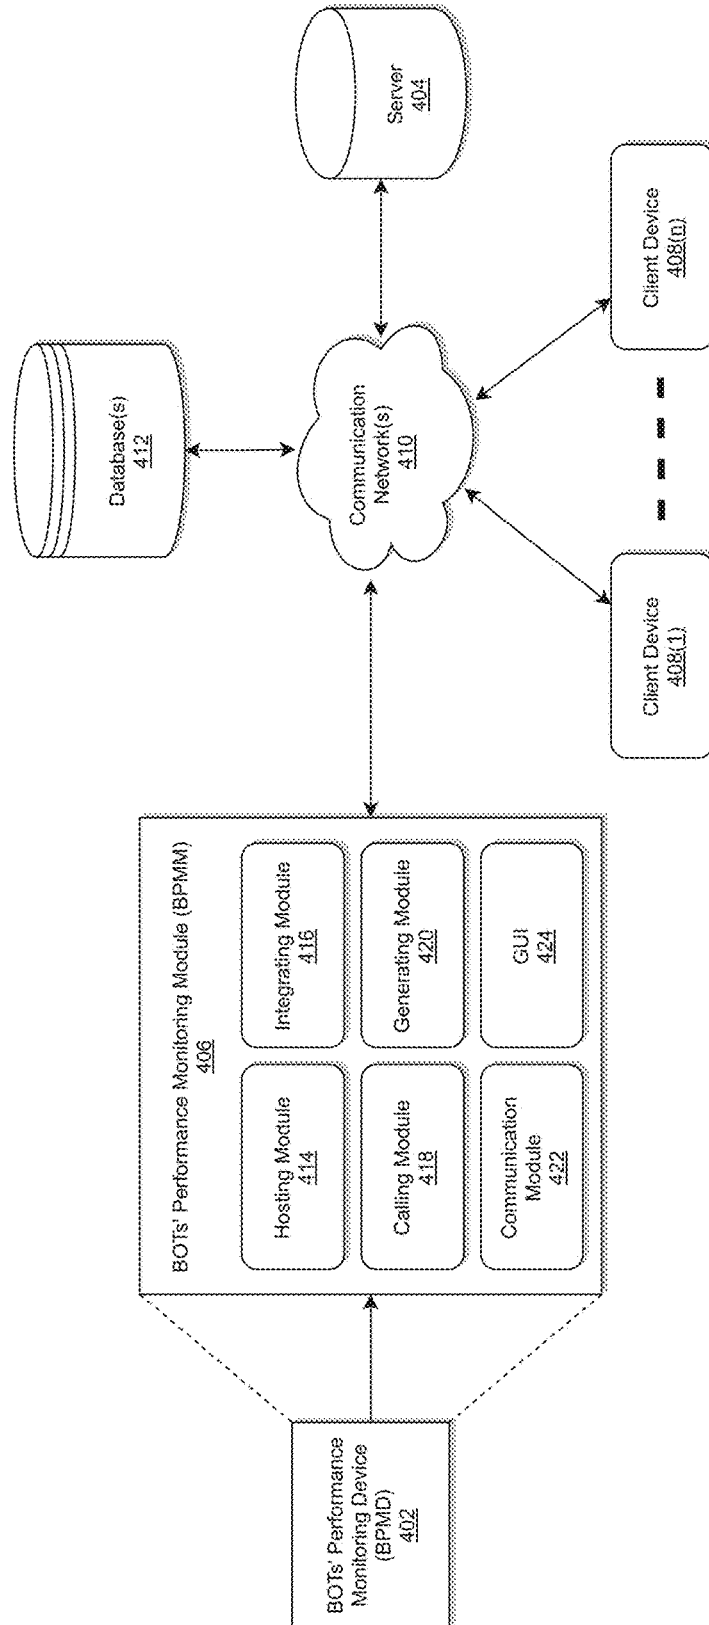 BOTs' Performance
Monitoring Device
(BPMD)
402
BOTs' Performance Monitoring Module (BPMM)
406
Hosting Module
414
Integrating Module
416
Calling Module
418
Generating Module
420
Communication
Module
422
GUI
424
Database(s)
412
Communication
Network(s)
410
Server
404
Client Device
408(1)
Client Device
408(n)